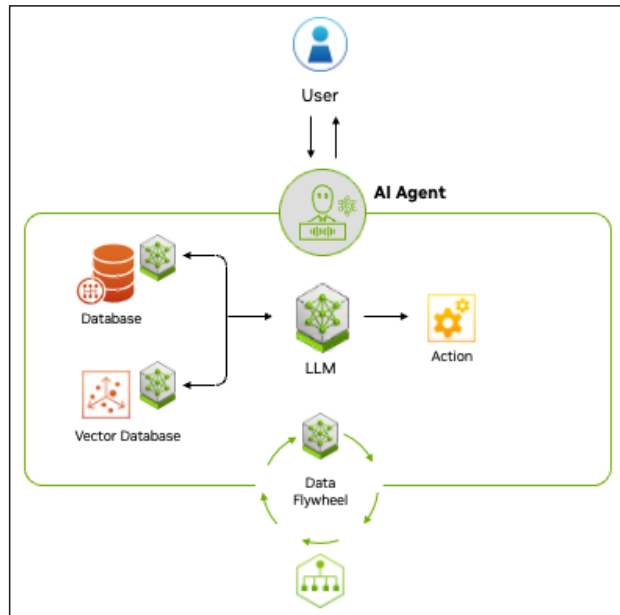 User
AI Agent
Database
LLM
Action
Vector Database
Data
Flywheel